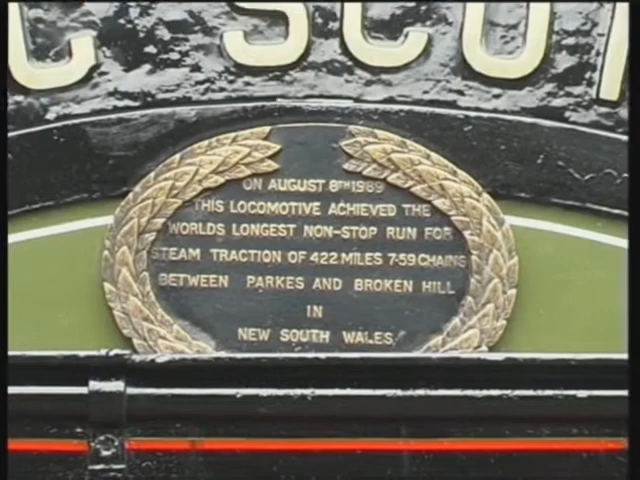 G SCOT
ON AUGUST 8TH 1989
THIS LOCOMOTIVE ACHIEVED THE
WORLDS LONGEST NON-STOP RUN FOR
STEAM TRACTION OF 422 MILES 7·59 CHAINS
BETWEEN PARKES AND BROKEN HILL
IN
NEW SOUTH WALES